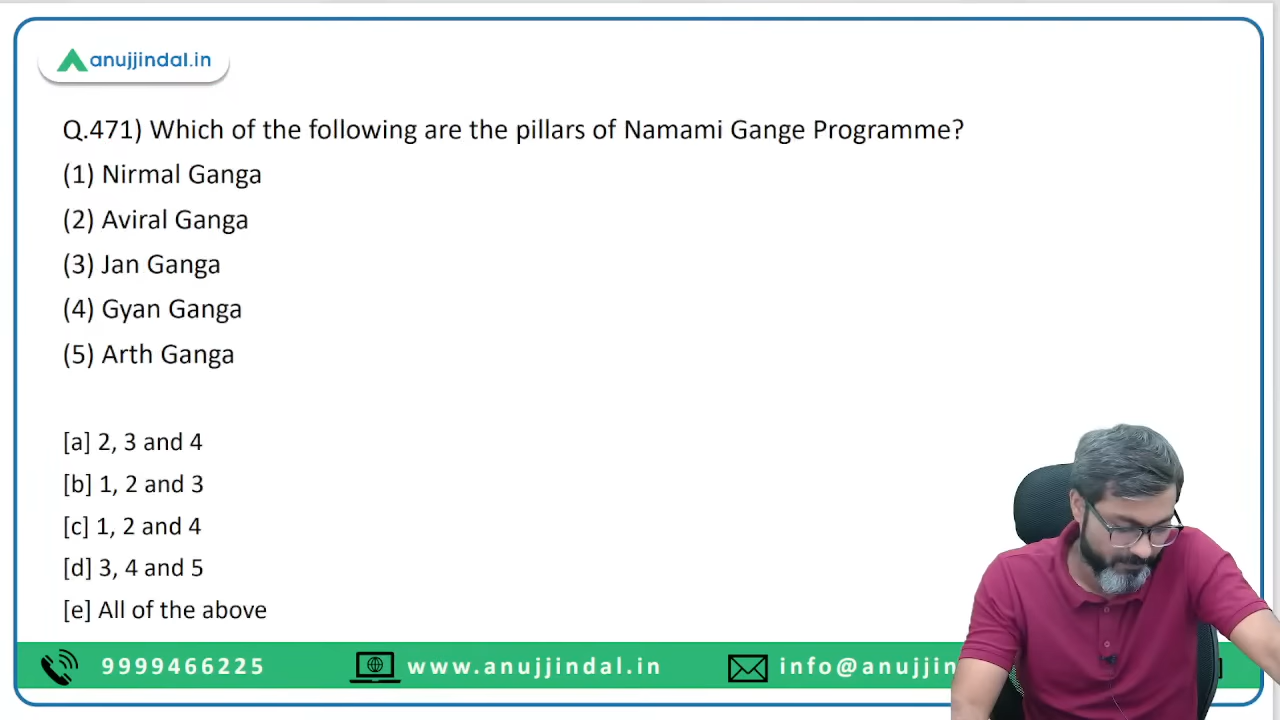 anujjindal.in
Q.471) Which of the following are the pillars of Namami Gange Programme?
(1) Nirmal Ganga
(2) Aviral Ganga
(3) Jan Ganga
(4) Gyan Ganga
(5) Arth Ganga
[a] 2, 3 and 4
[b] 1, 2 and 3
[c] 1, 2 and 4
[d] 3, 4 and 5
[e] All of the above
9999466225 www.anujjindal.in